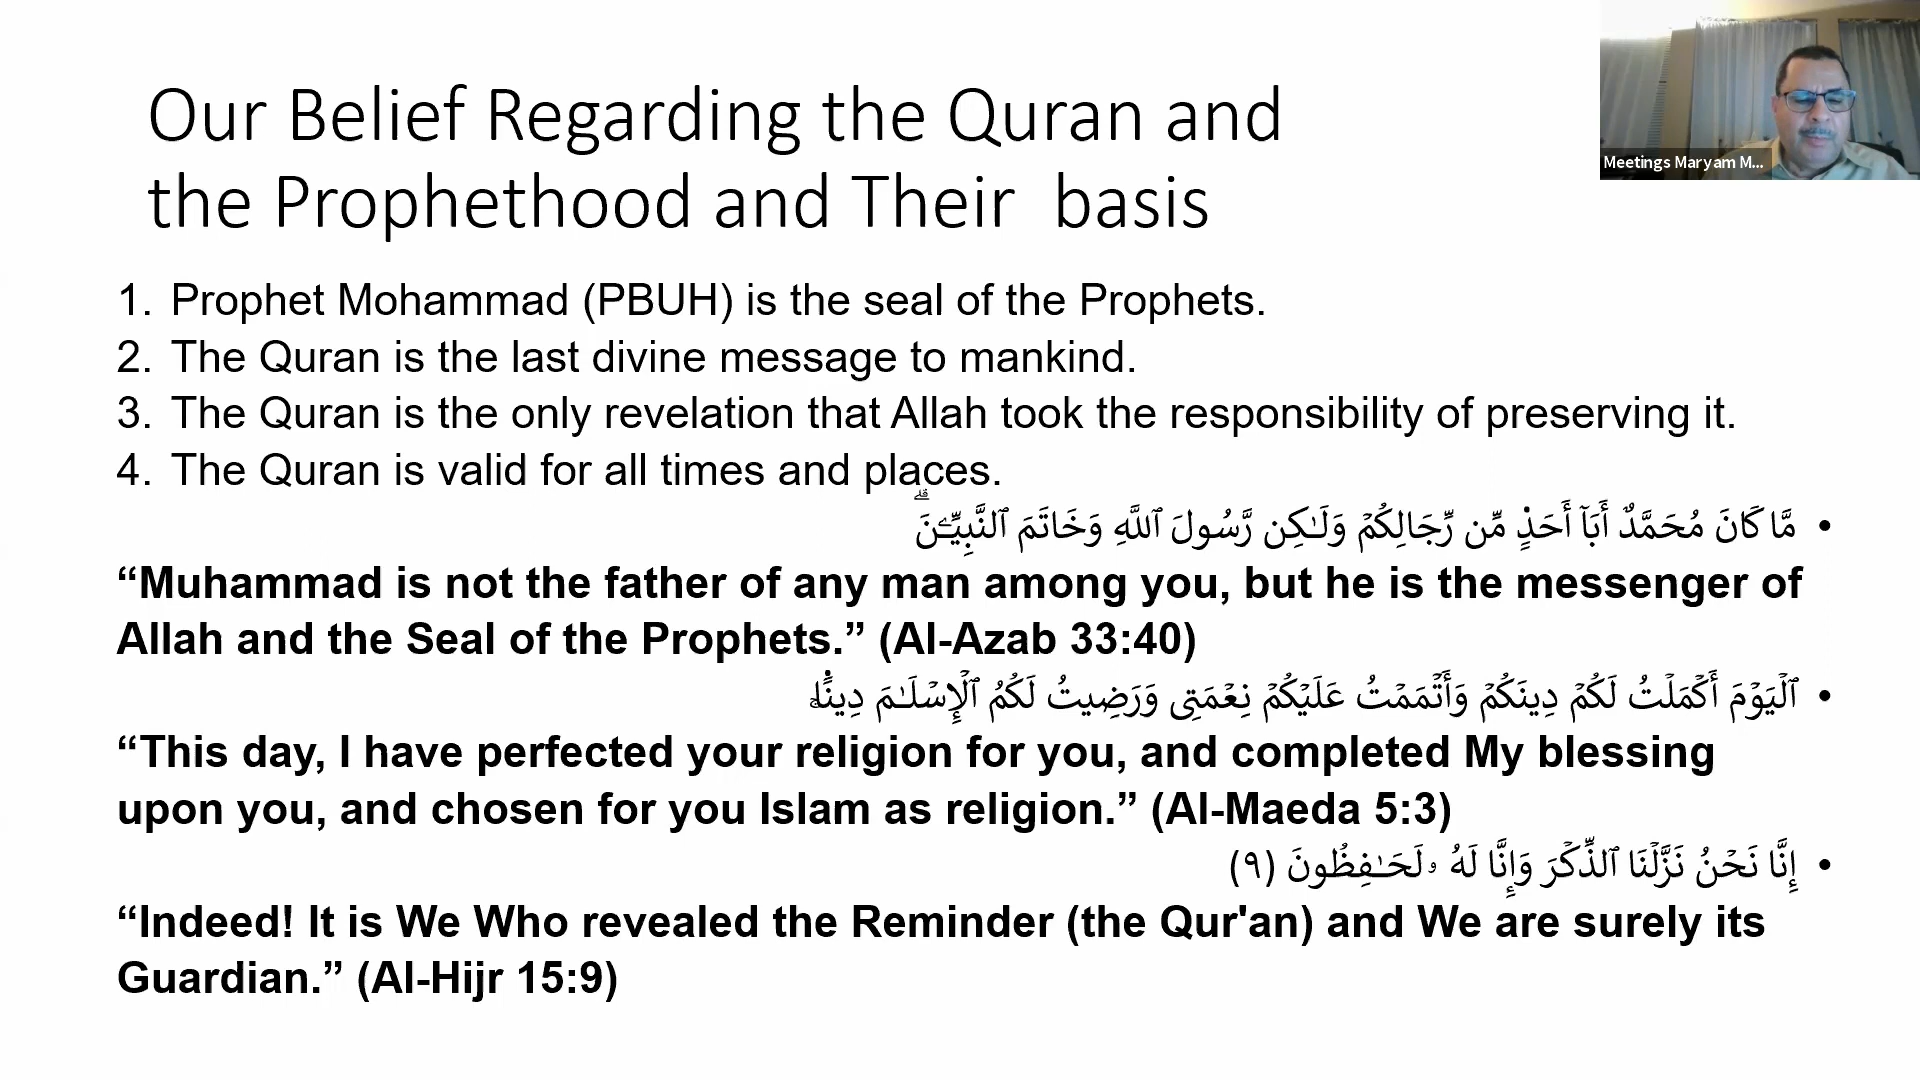 Our Belief Regarding the Quran and
the Prophethood and Their basis
Meetings Maryam M...
1. Prophet Mohammad (PBUH) is the seal of the Prophets.
2. The Quran is the last divine message to mankind.
3. The Quran is the only revelation that Allah took the responsibility of preserving it.
4. The Quran is valid for all times and places.
• مَّا كَانَ مُحَمَّدٌ أَبَآ أَحَدٍ۬ مِّن رِّجَالِكُمۡ وَلَـٰكِن رَّسُولَ ٱللَّهِ وَخَاتَمَ ٱلنَّبِيِّـۧنَ‌ۗ
“Muhammad is not the father of any man among you, but he is the messenger of
Allah and the Seal of the Prophets.” (Al-Azab 33:40)
• ٱلۡيَوۡمَ أَكۡمَلۡتُ لَكُمۡ دِينَكُمۡ وَأَتۡمَمۡتُ عَلَيۡكُمۡ نِعۡمَتِى وَرَضِيتُ لَكُمُ ٱلۡإِسۡلَـٰمَ دِينً۬ا‌ۚ
“This day, I have perfected your religion for you, and completed My blessing
upon you, and chosen for you Islam as religion.” (Al-Maeda 5:3)
• إِنَّا نَحۡنُ نَزَّلۡنَا ٱلذِّكۡرَ وَإِنَّا لَهُ ۥ لَحَـٰفِظُونَ (٩)
“Indeed! It is We Who revealed the Reminder (the Qur'an) and We are surely its
Guardian.” (Al-Hijr 15:9)